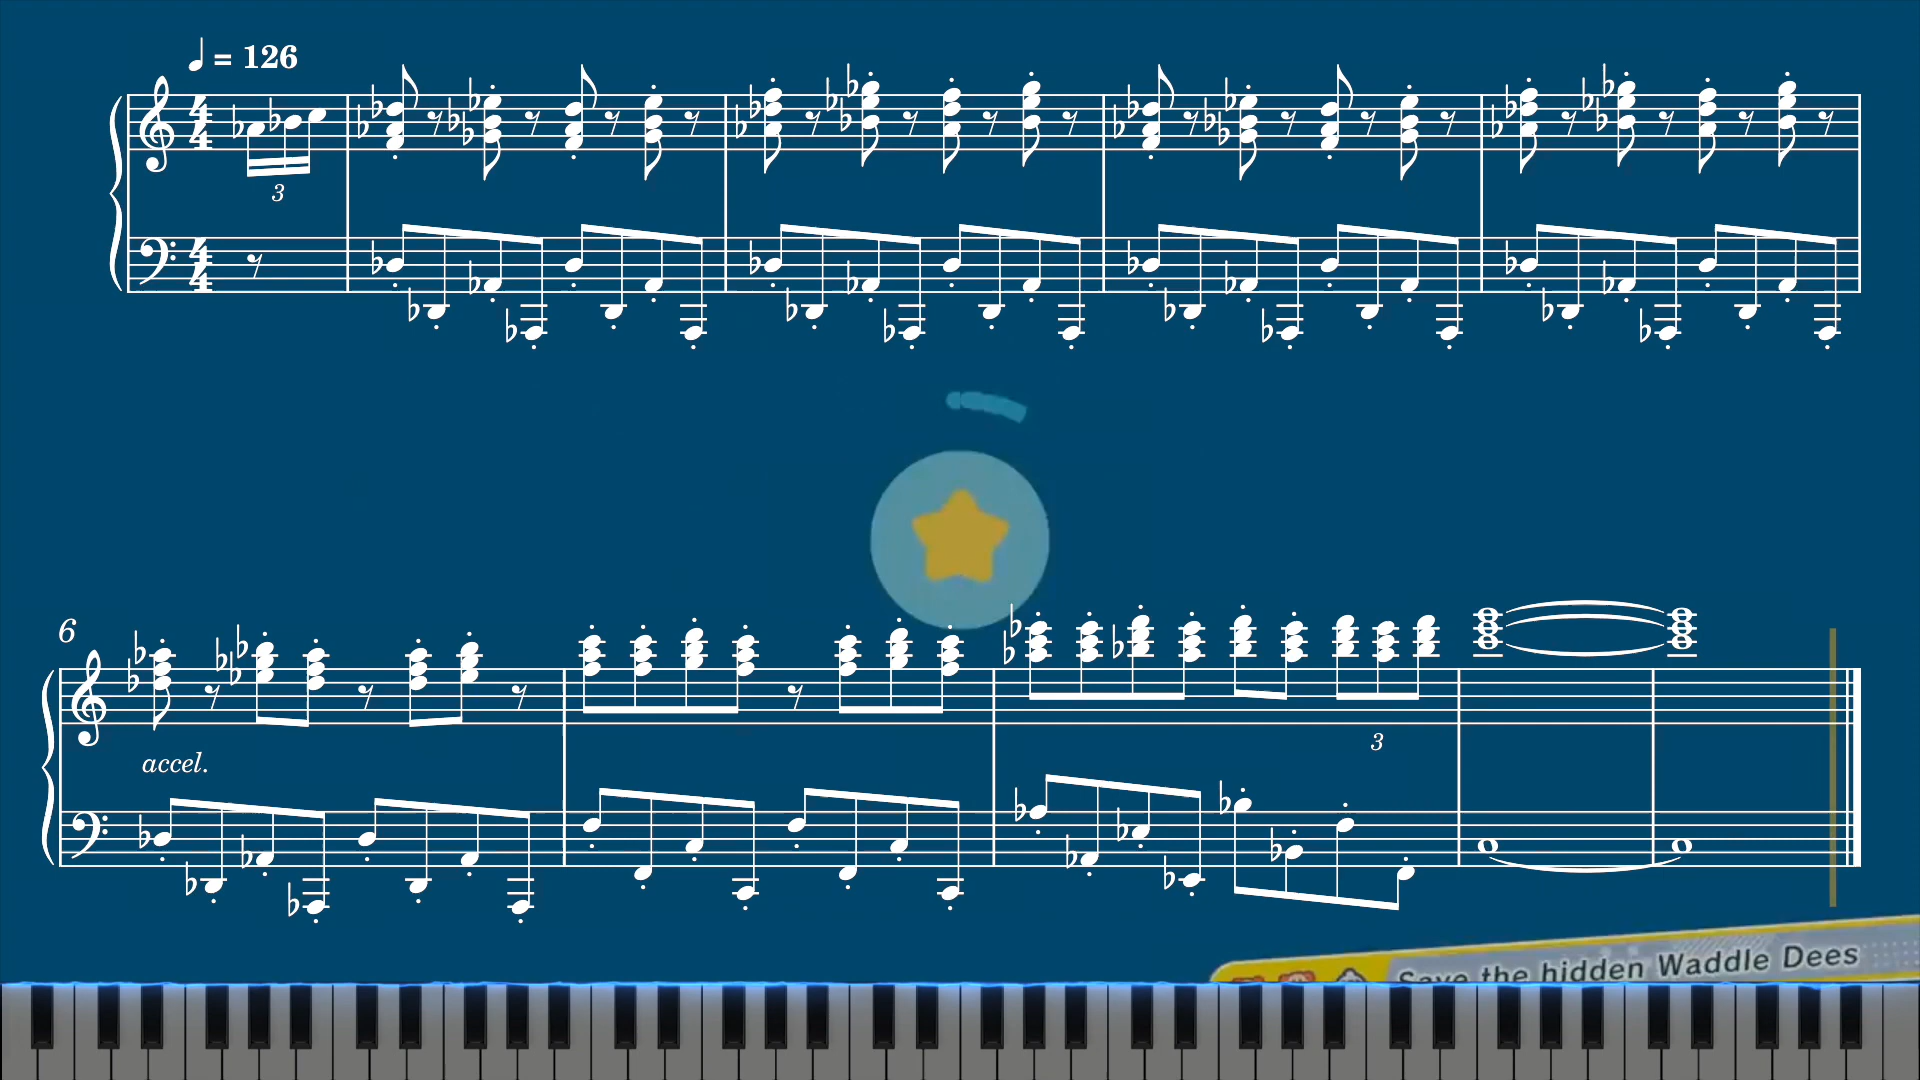 ♩ = 126
3
6
accel.
3
Save the hidden Waddle Dees